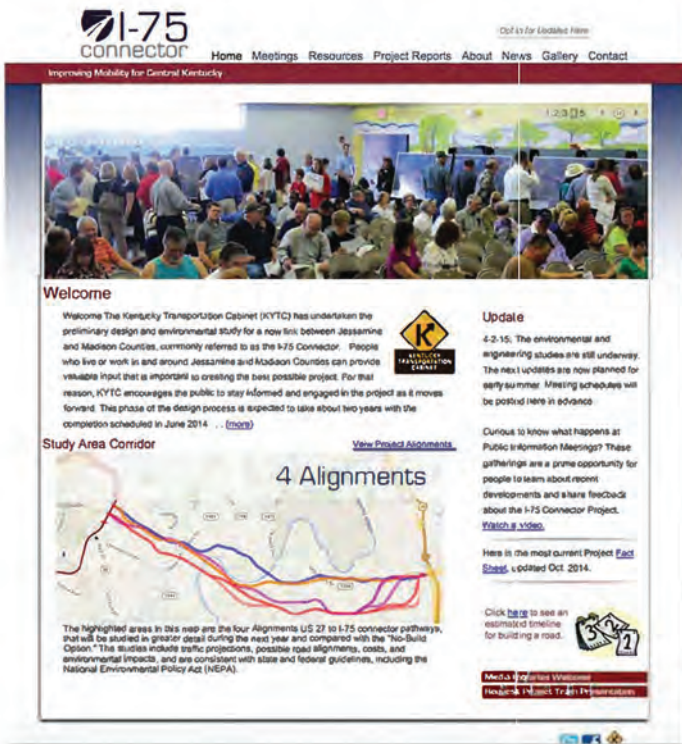 I-75
connector
Opt in for Updates Here
Home Meetings Resources Project Reports About News Gallery Contact
Improving Mobility for Central Kentucky
1 2 3 5
Welcome
Welcome The Kentucky Transportation Cabinet (KYTC) has undertaken the
preliminary design and environmental study for a new link between Jessamine
and Madison Counties, commonly referred to as the I-75 Connector. People
who live or work in and around Jessamine and Madison Counties can provide
valuable input that is important to creating the best possible project. For that
reason, KYTC encourages the public to stay informed and engaged in the project as it moves
forward. This phase of the design process is expected to take about two years with the
completion scheduled in June 2014 . . . (more)
KENTUCKY
TRANSPORTATION
CABINET
Study Area Corridor
View Project Alignments
4 Alignments
The highlighted areas in this map are the four Alignments US 27 to I-75 connector pathways,
that will be studied in greater detail during the next year and compared with the "No-Build
Option." The studies include traffic projections, possible road alignments, costs, and
environmental impacts, and are consistent with state and federal guidelines, including the
National Environmental Policy Act (NEPA).
Update
4-2-15: The environmental and
engineering studies are still underway.
The next updates are now planned for
early summer. Meeting schedules will
be posted here in advance.
Curious to know what happens at
Public Information Meetings? These
gatherings are a prime opportunity for
people to learn about recent
developments and share feedback
about the I-75 Connector Project.
Watch a video.
Here is the most current Project Fact
Sheet, updated Oct. 2014.
Click here to see an
estimated timeline
for building a road.
3 2 1
Media Inquiries Welcome
Request Project Team Presentation